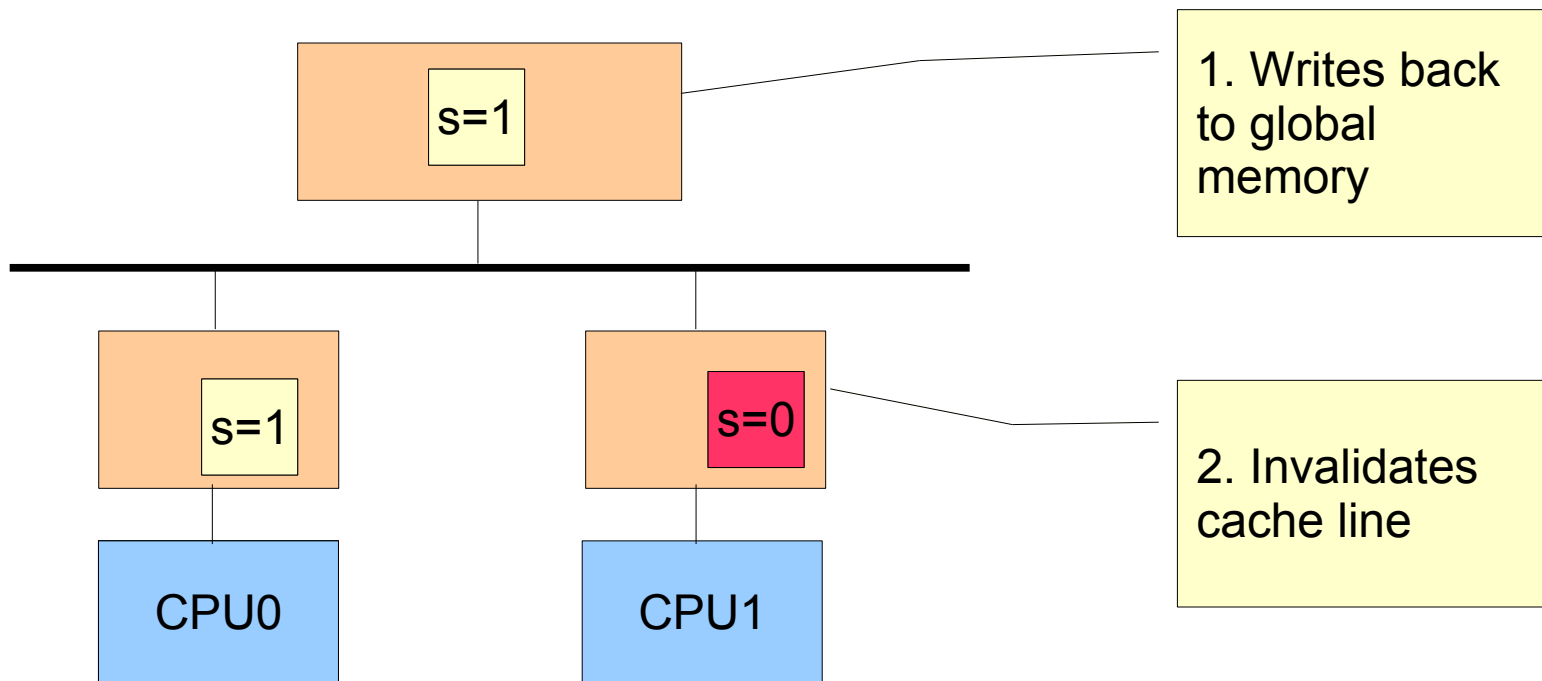 s=1
1. Writes back
to global
memory
s=1
s=0
2. Invalidates
cache line
CPU0
CPU1